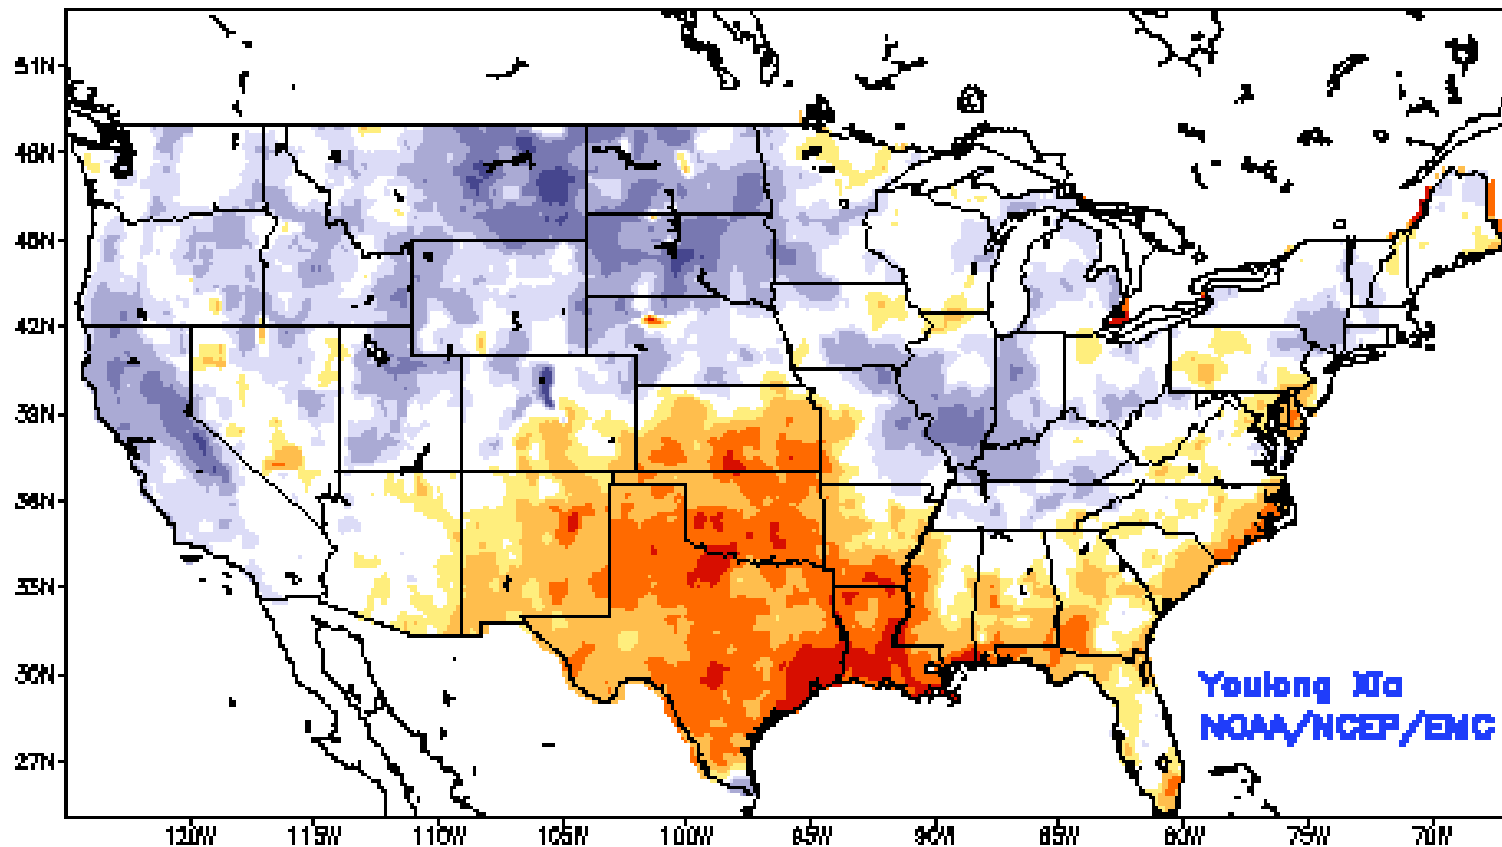 51N
48N
45N
42N
39N
36N
33N
30N
27N
Youlong Xia
NOAA/NCEP/EMC
120W 115W 110W 105W 100W 95W 90W 85W 80W 75W 70W